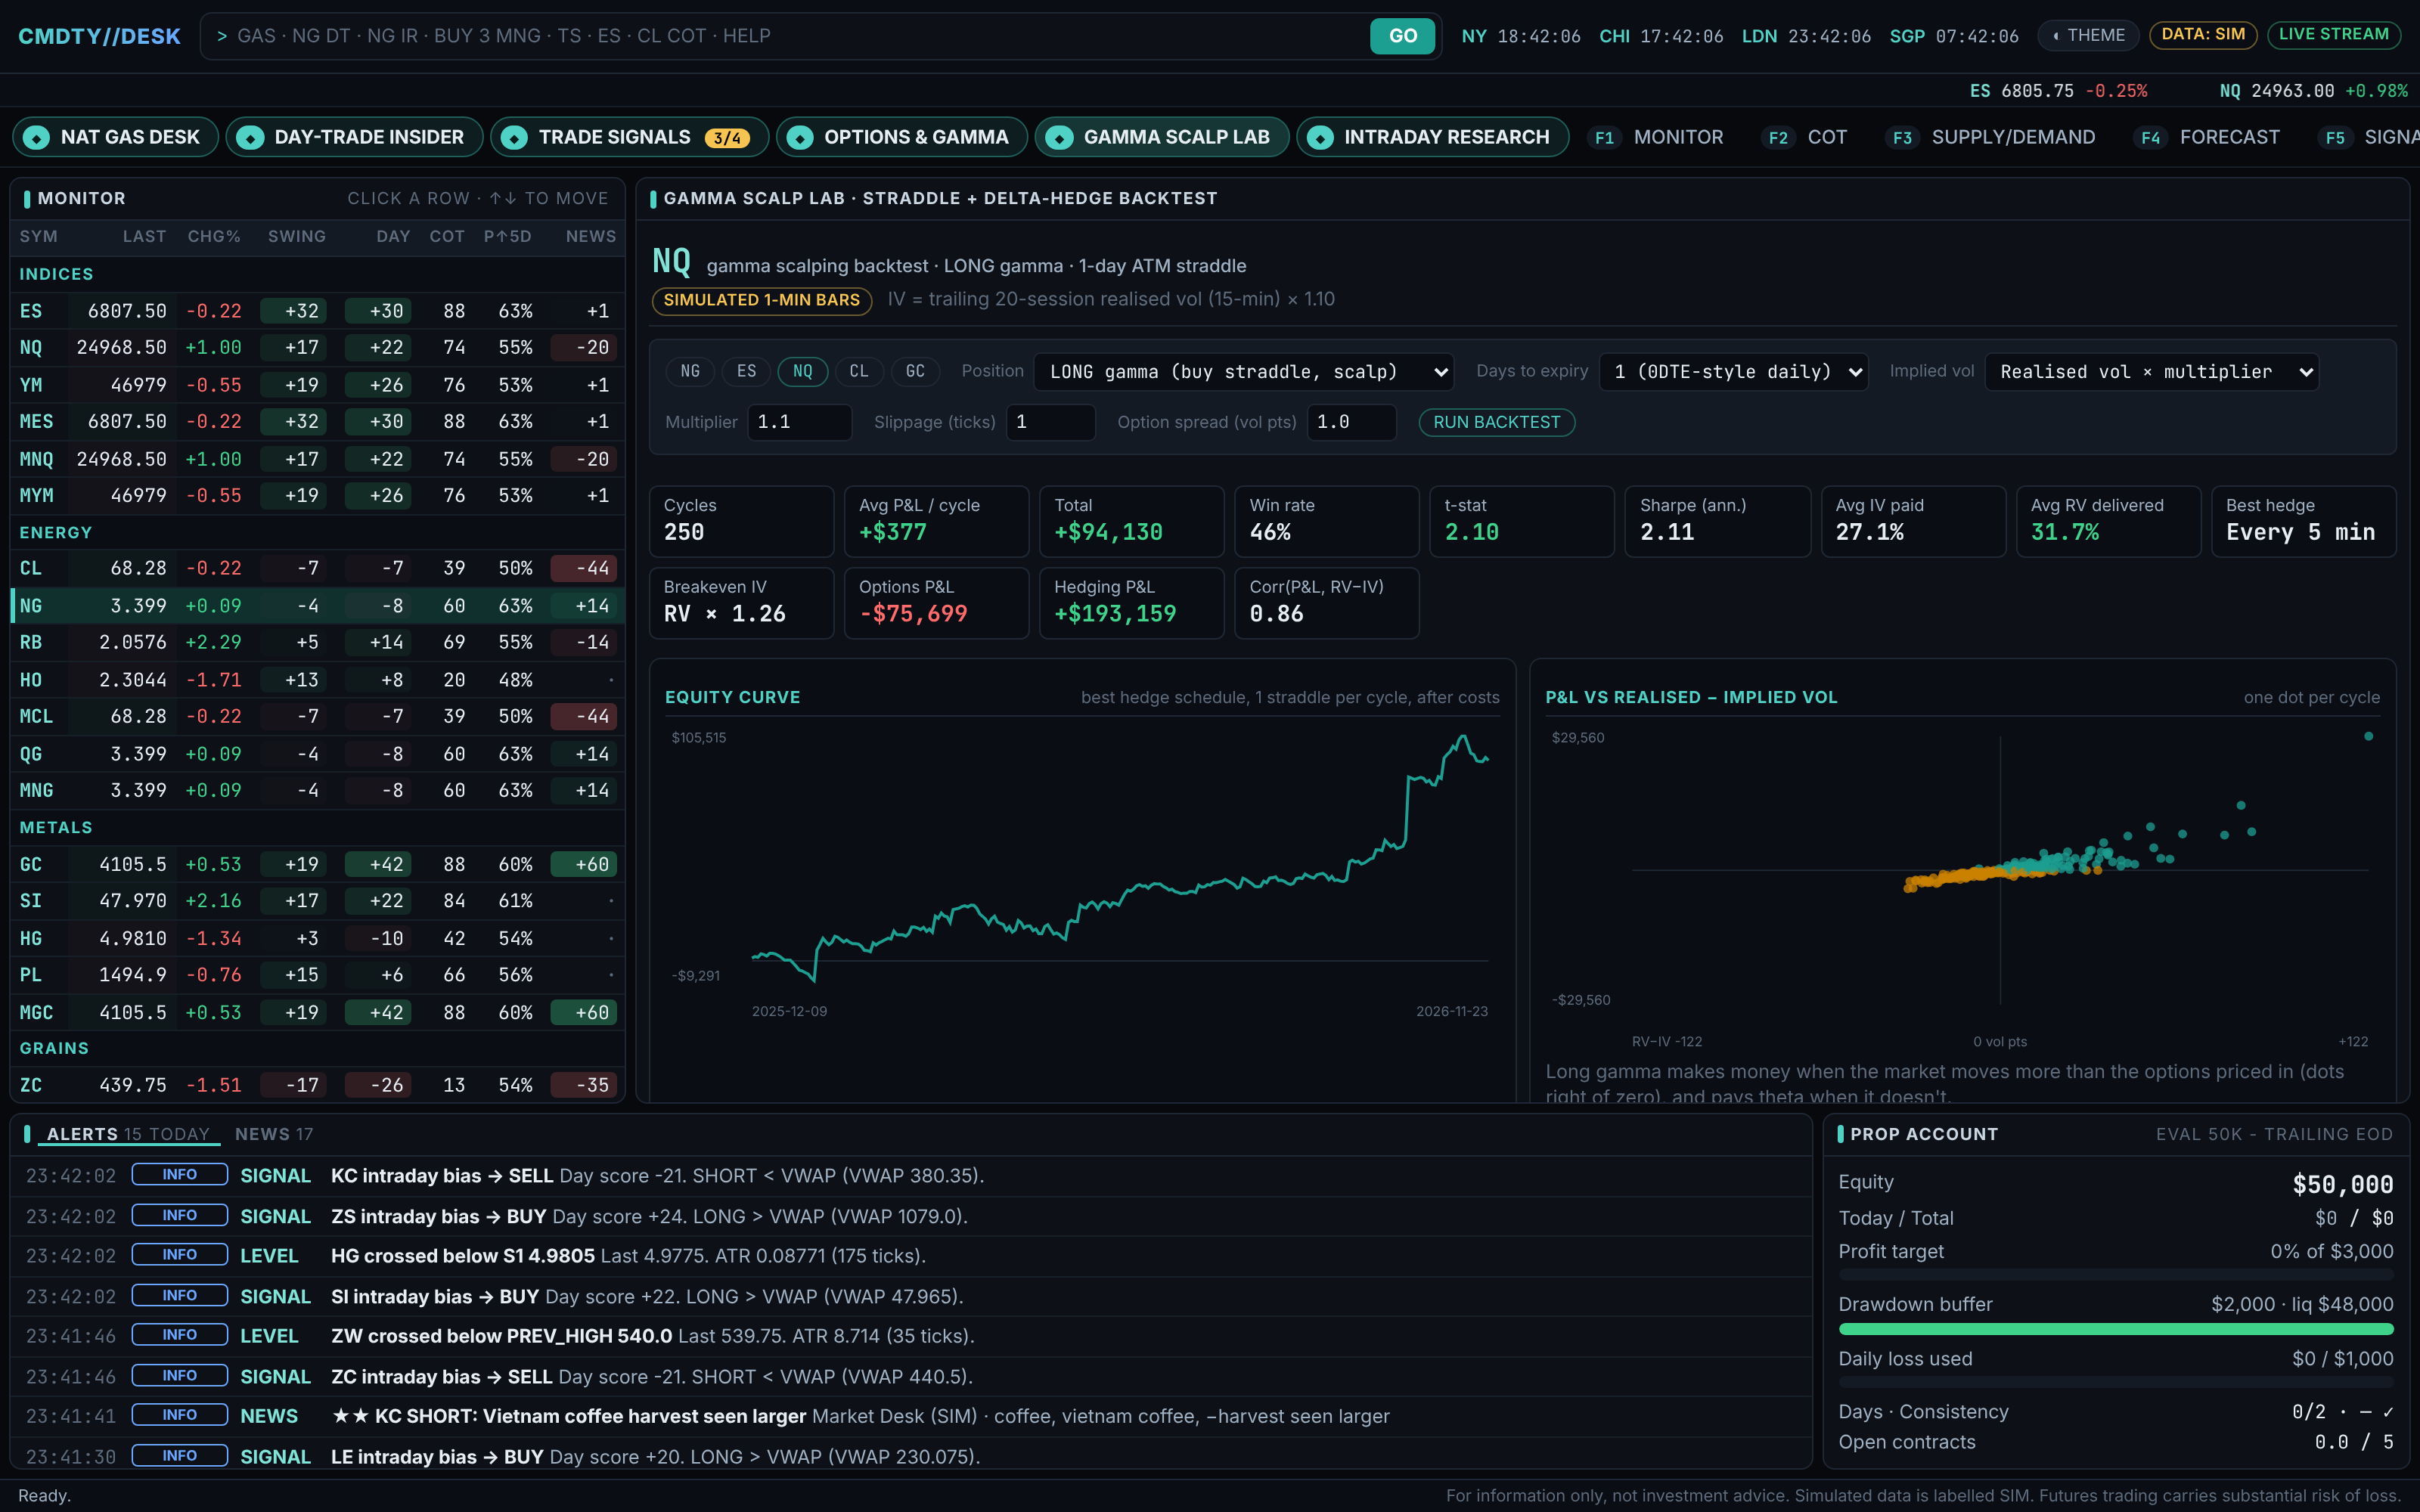 CMDTY//DESK > GAS · NG DT · NG IR · BUY 3 MNG · TS · ES · CL COT · HELP GO NY 18:42:06 CHI 17:42:06 LDN 23:42:06 SGP 07:42:06 THEME DATA: SIM LIVE STREAM
ES 6805.75 -0.25% NQ 24963.00 +0.98%
NAT GAS DESK DAY-TRADE INSIDER TRADE SIGNALS 3/4 OPTIONS & GAMMA GAMMA SCALP LAB INTRADAY RESEARCH F1 MONITOR F2 COT F3 SUPPLY/DEMAND F4 FORECAST F5 SIGNA
MONITOR CLICK A ROW · ↑↓ TO MOVE
SYM LAST CHG% SWING DAY COT P↑5D NEWS
INDICES
ES 6807.50 -0.22 +32 +30 88 63% +1
NQ 24968.50 +1.00 +17 +22 74 55% -20
YM 46979 -0.55 +19 +26 76 53% +1
MES 6807.50 -0.22 +32 +30 88 63% +1
MNQ 24968.50 +1.00 +17 +22 74 55% -20
MYM 46979 -0.55 +19 +26 76 53% +1
ENERGY
CL 68.28 -0.22 -7 -7 39 50% -44
NG 3.399 +0.09 -4 -8 60 63% +14
RB 2.0576 +2.29 +5 +14 69 55% -14
HO 2.3044 -1.71 +13 +8 20 48% ·
MCL 68.28 -0.22 -7 -7 39 50% -44
QG 3.399 +0.09 -4 -8 60 63% +14
MNG 3.399 +0.09 -4 -8 60 63% +14
METALS
GC 4105.5 +0.53 +19 +42 88 60% +60
SI 47.970 +2.16 +17 +22 84 61% ·
HG 4.9810 -1.34 +3 -10 42 54% ·
PL 1494.9 -0.76 +15 +6 66 56% ·
MGC 4105.5 +0.53 +19 +42 88 60% +60
GRAINS
ZC 439.75 -1.51 -17 -26 13 54% -35
GAMMA SCALP LAB · STRADDLE + DELTA-HEDGE BACKTEST
NQ gamma scalping backtest · LONG gamma · 1-day ATM straddle
SIMULATED 1-MIN BARS IV = trailing 20-session realised vol (15-min) × 1.10
NG ES NQ CL GC Position LONG gamma (buy straddle, scalp) Days to expiry 1 (0DTE-style daily) Implied vol Realised vol × multiplier
Multiplier 1.1 Slippage (ticks) 1 Option spread (vol pts) 1.0 RUN BACKTEST
Cycles Avg P&L / cycle Total Win rate t-stat Sharpe (ann.) Avg IV paid Avg RV delivered Best hedge
250 +$377 +$94,130 46% 2.10 2.11 27.1% 31.7% Every 5 min
Breakeven IV Options P&L Hedging P&L Corr(P&L, RV−IV)
RV × 1.26 -$75,699 +$193,159 0.86
EQUITY CURVE best hedge schedule, 1 straddle per cycle, after costs
$105,515
-$9,291
2025-12-09 2026-11-23
P&L VS REALISED − IMPLIED VOL one dot per cycle
$29,560
-$29,560
RV−IV -122 0 vol pts +122
Long gamma makes money when the market moves more than the options priced in (dots
right of zero), and pays theta when it doesn't.
ALERTS 15 TODAY NEWS 17
23:42:02 INFO SIGNAL KC intraday bias → SELL Day score -21. SHORT < VWAP (VWAP 380.35).
23:42:02 INFO SIGNAL ZS intraday bias → BUY Day score +24. LONG > VWAP (VWAP 1079.0).
23:42:02 INFO LEVEL HG crossed below S1 4.9805 Last 4.9775. ATR 0.08771 (175 ticks).
23:42:02 INFO SIGNAL SI intraday bias → BUY Day score +22. LONG > VWAP (VWAP 47.965).
23:41:46 INFO LEVEL ZW crossed below PREV_HIGH 540.0 Last 539.75. ATR 8.714 (35 ticks).
23:41:46 INFO SIGNAL ZC intraday bias → SELL Day score -21. SHORT < VWAP (VWAP 440.5).
23:41:41 INFO NEWS ★★ KC SHORT: Vietnam coffee harvest seen larger Market Desk (SIM) · coffee, vietnam coffee, −harvest seen larger
23:41:30 INFO SIGNAL LE intraday bias → BUY Day score +20. LONG > VWAP (VWAP 230.075).
PROP ACCOUNT EVAL 50K - TRAILING EOD
Equity $50,000
Today / Total $0 / $0
Profit target 0% of $3,000
Drawdown buffer $2,000 · liq $48,000
Daily loss used $0 / $1,000
Days · Consistency 0/2 · — ✓
Open contracts 0.0 / 5
Ready. For information only, not investment advice. Simulated data is labelled SIM. Futures trading carries substantial risk of loss.